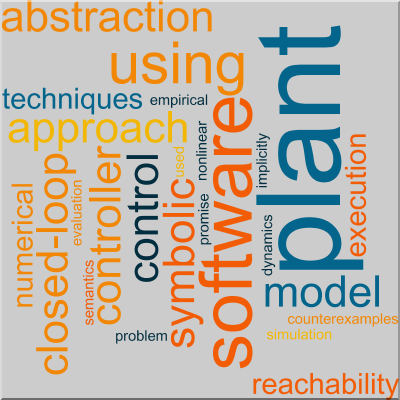 abstraction
using
plant
techniques
empirical
approach
software
used
nonlinear
implicitly
execution
numerical
closed-loop
evaluation
controller
control
symbolic
promise
dynamics
semantics
model
problem
counterexamples
simulation
reachability